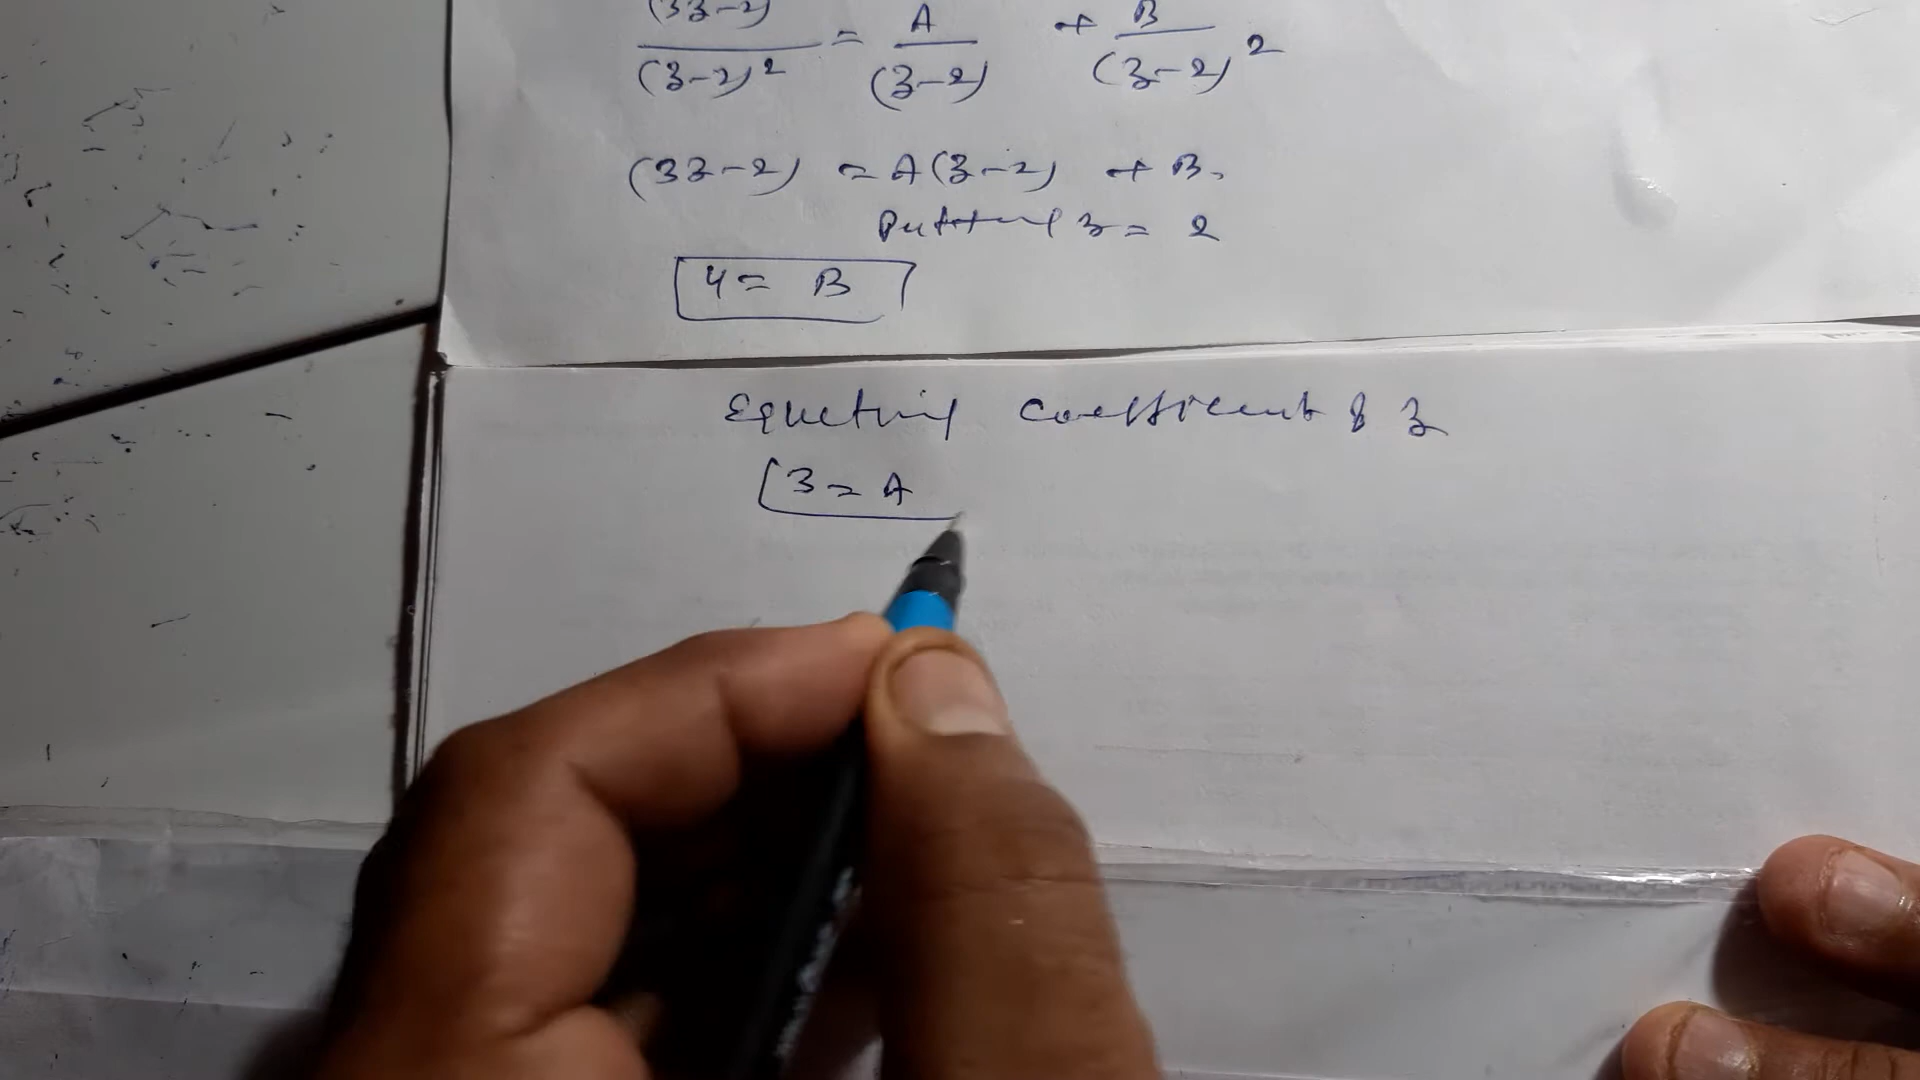 (3z-2)/(z-2)² = A/(z-2) + B/(z-2)²
(3z-2) = A(z-2) + B,
Putting z = 2
4 = B
Equating coefficient of z
3 = A